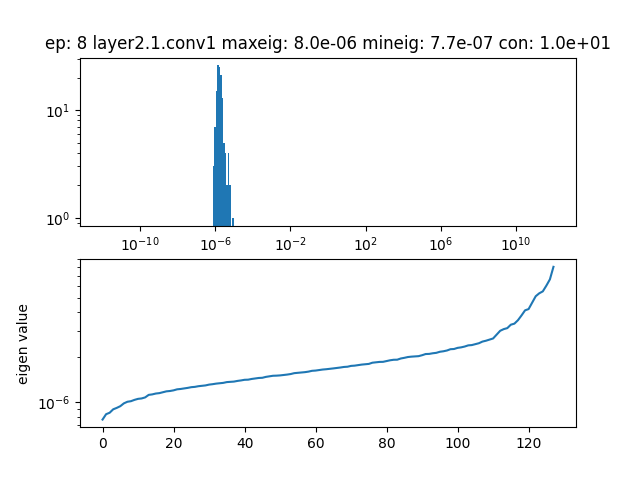 ep: 8 layer2.1.conv1 maxeig: 8.0e-06 mineig: 7.7e-07 con: 1.0e+01
10¹
10⁰
10⁻¹⁰ 10⁻⁶ 10⁻² 10² 10⁶ 10¹⁰
eigen value
10⁻⁶
0 20 40 60 80 100 120